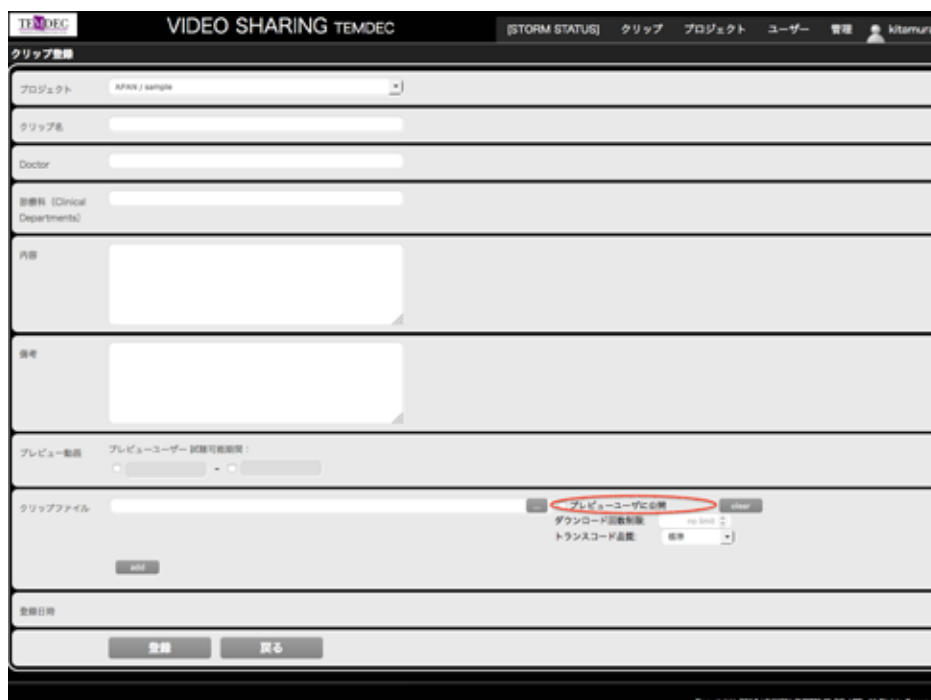 TEMDEC
VIDEO SHARING TEMDEC
[STORM STATUS] クリップ プロジェクト ユーザー 管理 kitamura
クリップ登録
プロジェクト APAN / sample
クリップ名
Doctor
診療科 (Clinical
Departments)
内容
備考
プレビュー動画 プレビューユーザー 試聴可能期間 :
-
クリップファイル ... プレビューユーザに公開 clear
ダウンロード回数制限: no limit
トランスコード品質: 標準
add
登録日時
登録 戻る